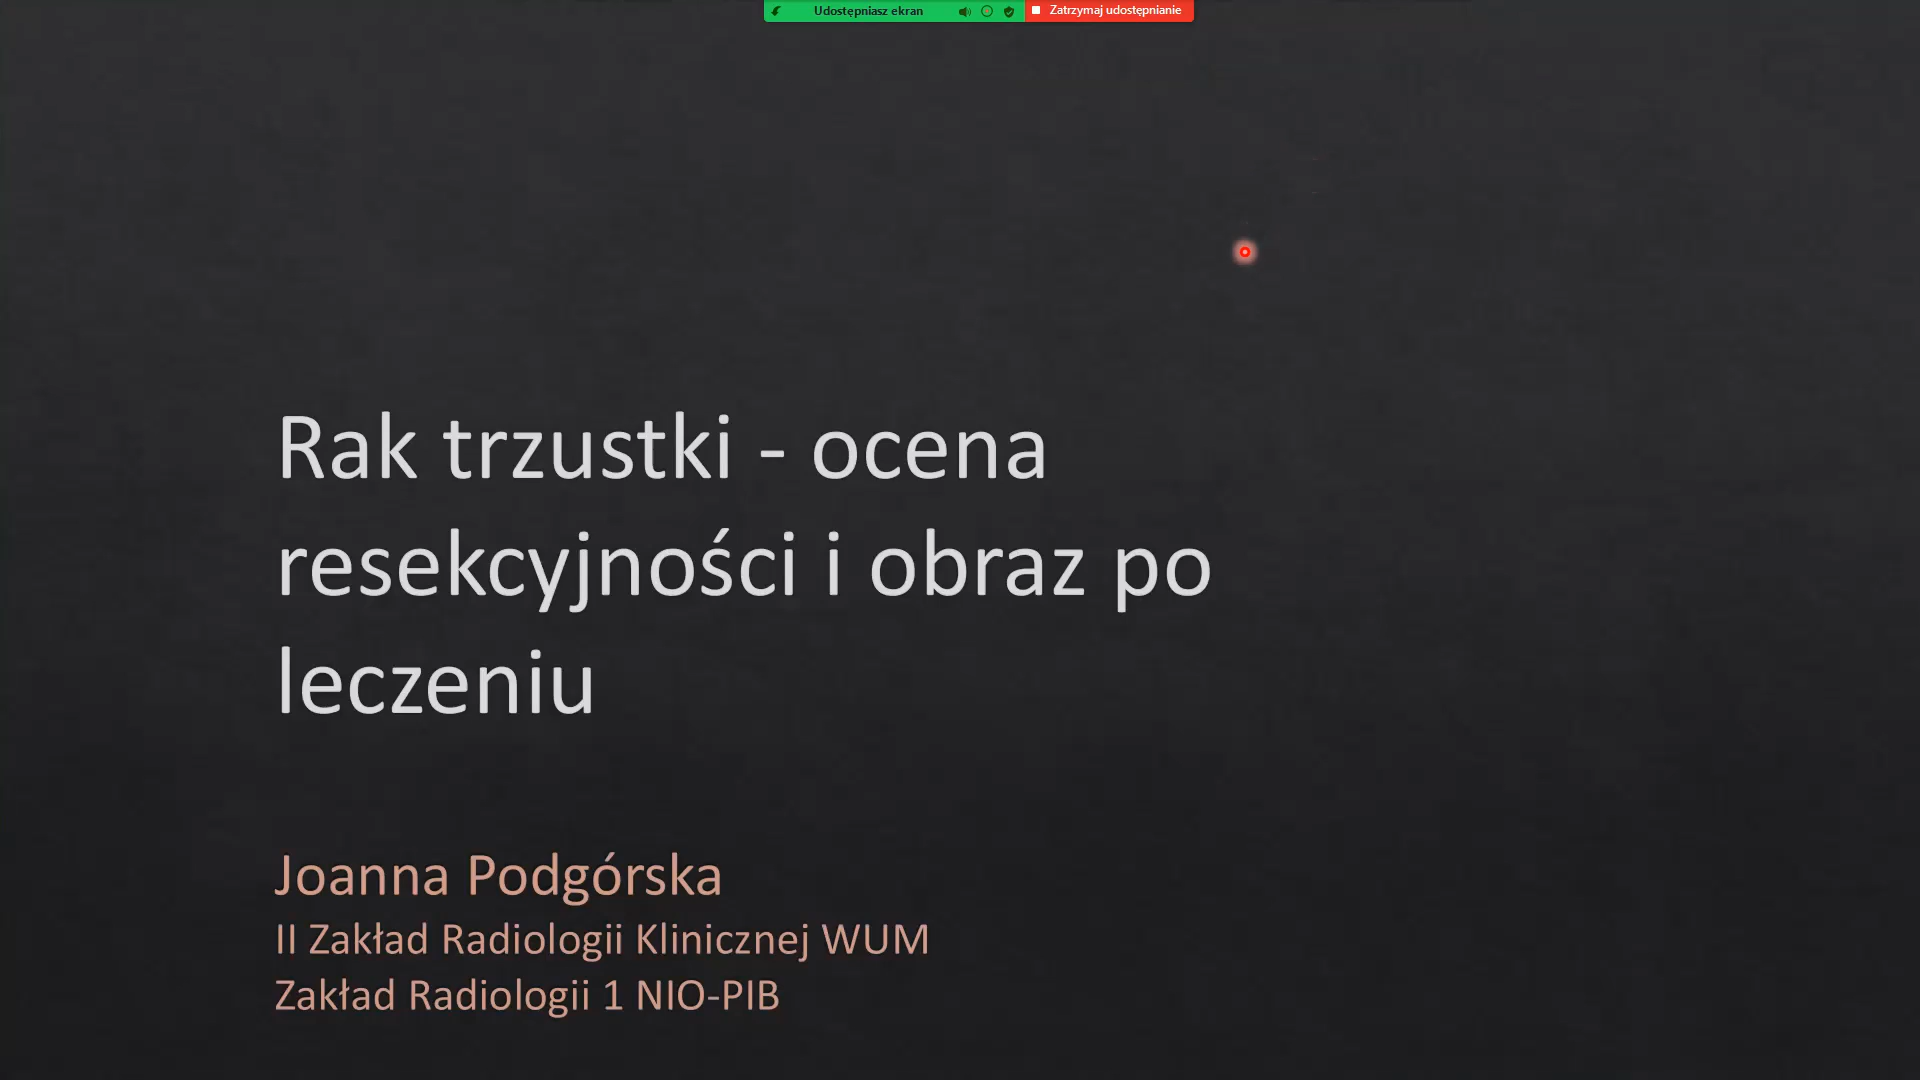 Udostępniasz ekran
Zatrzymaj udostępnianie
Rak trzustki - ocena
resekcyjności i obraz po
leczeniu
Joanna Podgórska
II Zakład Radiologii Klinicznej WUM
Zakład Radiologii 1 NIO-PIB